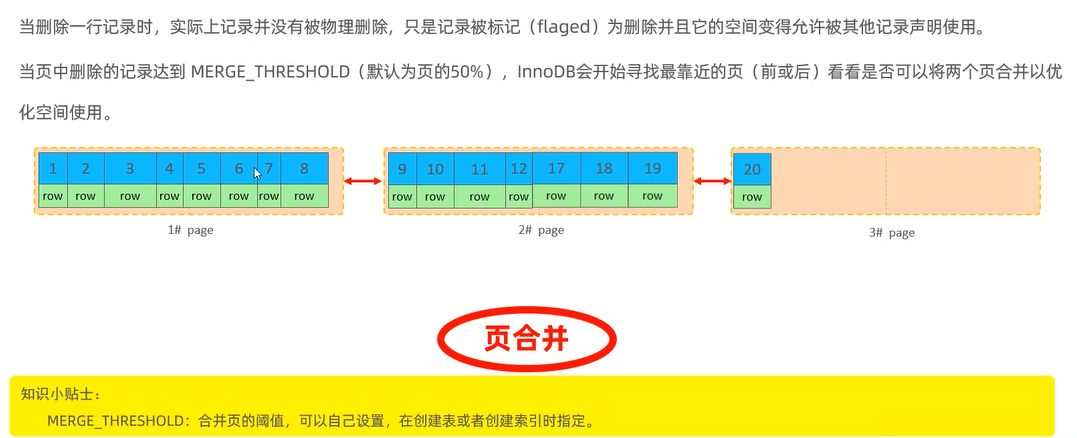 当删除一行记录时，实际上记录并没有被物理删除，只是记录被标记（flaged）为删除并且它的空间变得允许被其他记录声明使用。
当页中删除的记录达到 MERGE_THRESHOLD（默认为页的50%），InnoDB会开始寻找最靠近的页（前或后）看看是否可以将两个页合并以优
化空间使用。
1 2 3 4 5 6 7 8 9 10 11 12 17 18 19 20
row row row row row row row row row row row row row row row row
1# page 2# page 3# page
页合并
知识小贴士：
MERGE_THRESHOLD：合并页的阈值，可以自己设置，在创建表或者创建索引时指定。